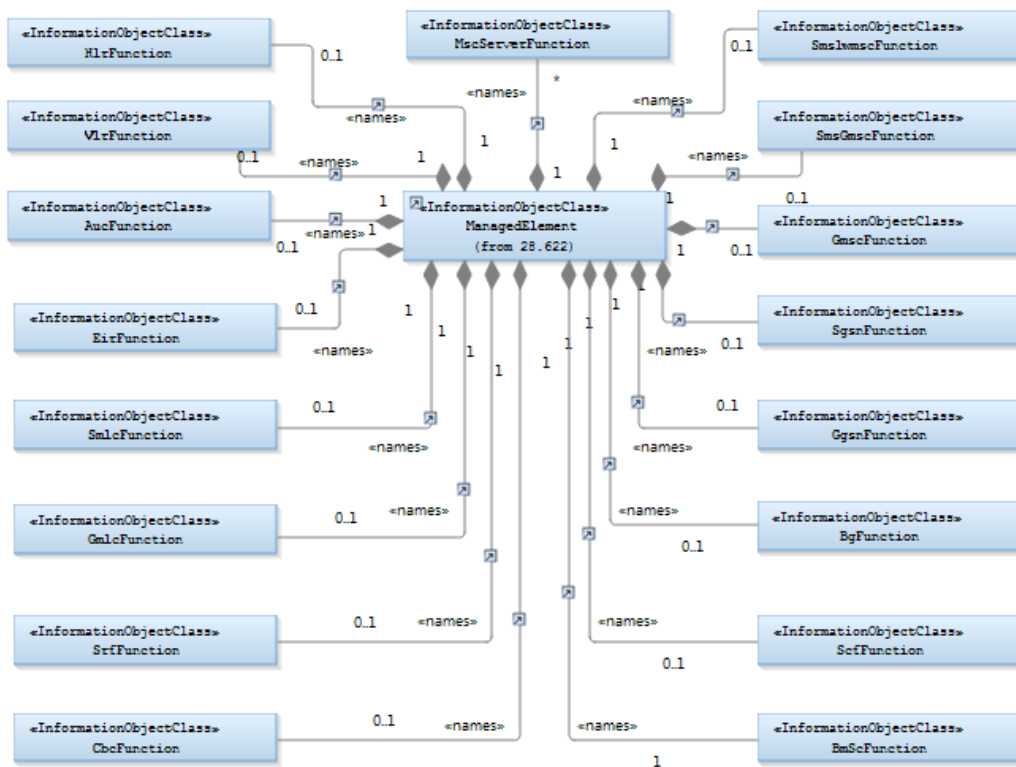 «InformationObjectClass»
HlrFunction
0..1
«names»
1
«InformationObjectClass»
MscServerFunction
*
«names»
1
«InformationObjectClass»
SmsIwmscFunction
0..1
«names»
1
«InformationObjectClass»
VlrFunction
0..1
«names»
1
«InformationObjectClass»
SmsGmscFunction
0..1
1
«InformationObjectClass»
AucFunction
0..1
«names»
1
«InformationObjectClass»
ManagedElement
(from 28.622)
1
«InformationObjectClass»
GmscFunction
0..1
1
«InformationObjectClass»
EirFunction
0..1
«names»
1
«InformationObjectClass»
SgsnFunction
0..1
«names»
1
«InformationObjectClass»
SmlcFunction
0..1
«names»
1
«InformationObjectClass»
GgsnFunction
0..1
«names»
1
«InformationObjectClass»
GmlcFunction
0..1
«names»
1
«InformationObjectClass»
BgFunction
0..1
«names»
1
«InformationObjectClass»
SrfFunction
0..1
«names»
1
«InformationObjectClass»
ScfFunction
0..1
«names»
1
«InformationObjectClass»
CbcFunction
0..1
«names»
1
«InformationObjectClass»
BmScFunction
1
«names»